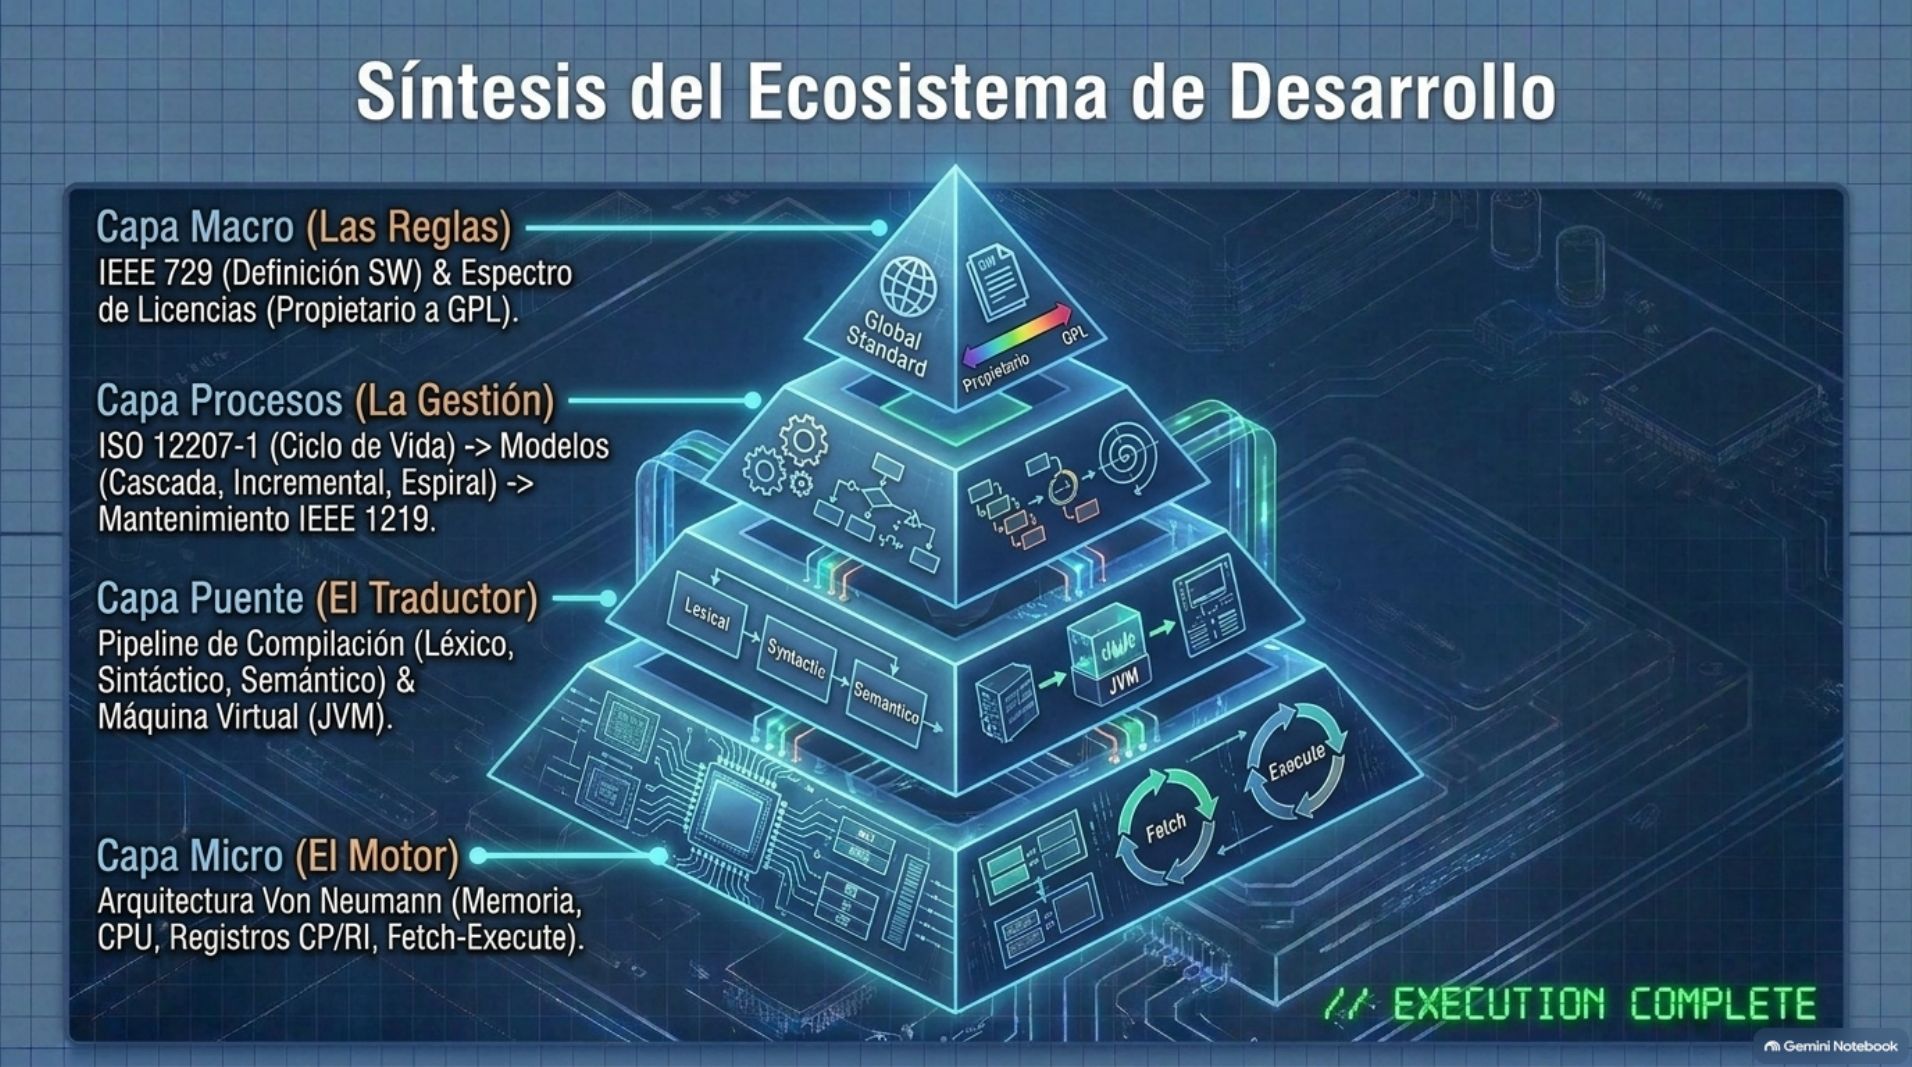 Síntesis del Ecosistema de Desarrollo
Capa Macro (Las Reglas)
IEEE 729 (Definición SW) & Espectro
de Licencias (Propietario a GPL).
Global
Standard
GPL
Propietario
Capa Procesos (La Gestión)
ISO 12207-1 (Ciclo de Vida) -> Modelos
(Cascada, Incremental, Espiral) ->
Mantenimiento IEEE 1219.
Capa Puente (El Traductor)
Pipeline de Compilación (Léxico,
Sintáctico, Semántico) &
Máquina Virtual (JVM).
Lesical
Syntactic
Semantico
JVM
Capa Micro (El Motor)
Arquitectura Von Neumann (Memoria,
CPU, Registros CP/RI, Fetch-Execute).
Fetch
Execute
// EXECUTION COMPLETE
Gemini Notebook